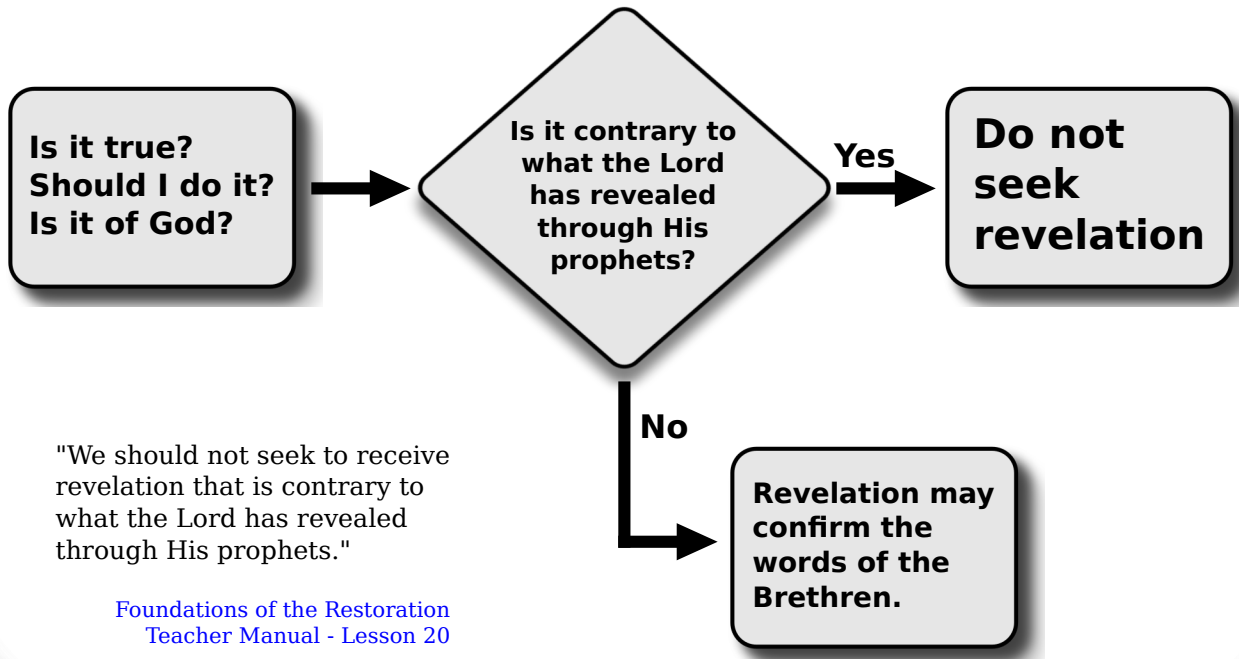 Is it true?
Should I do it?
Is it of God?
Is it contrary to
what the Lord
has revealed
through His
prophets?
Yes
Do not
seek
revelation
No
Revelation may
confirm the
words of the
Brethren.
"We should not seek to receive
revelation that is contrary to
what the Lord has revealed
through His prophets."
Foundations of the Restoration
Teacher Manual - Lesson 20